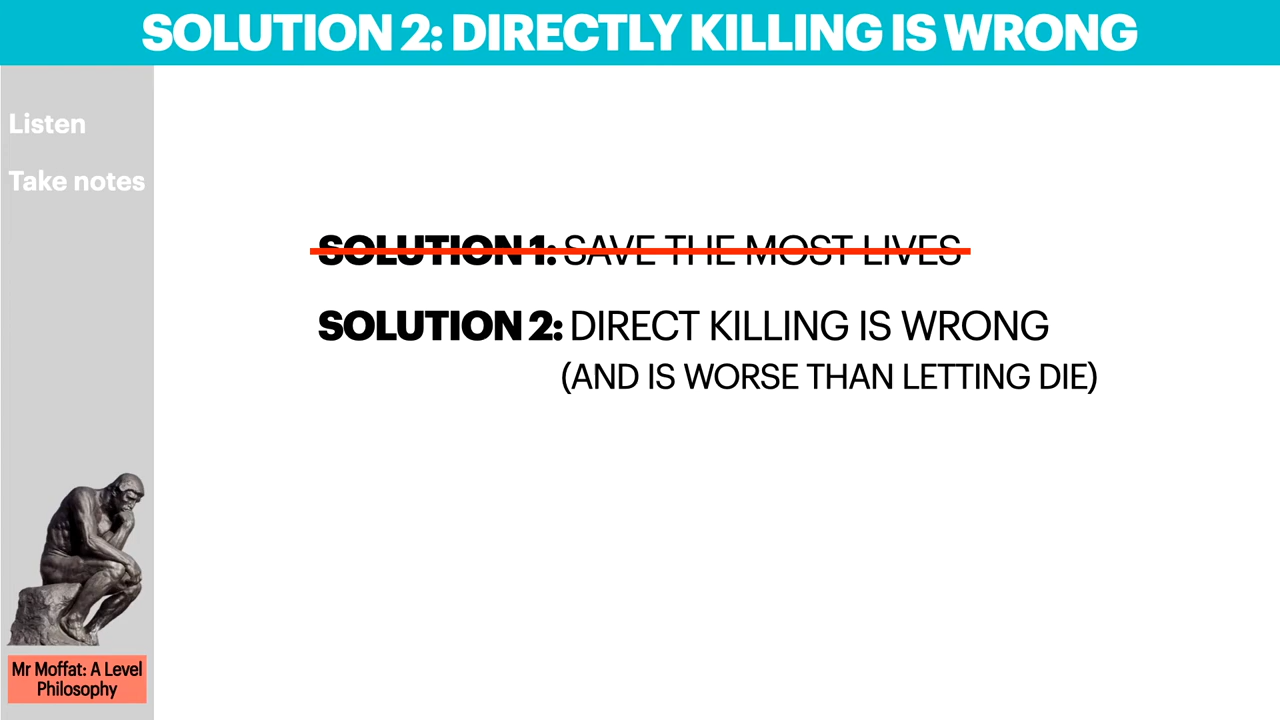 SOLUTION 2: DIRECTLY KILLING IS WRONG
Listen
Take notes
SOLUTION 1: SAVE THE MOST LIVES
SOLUTION 2: DIRECT KILLING IS WRONG
(AND IS WORSE THAN LETTING DIE)
Mr Moffat: A Level
Philosophy